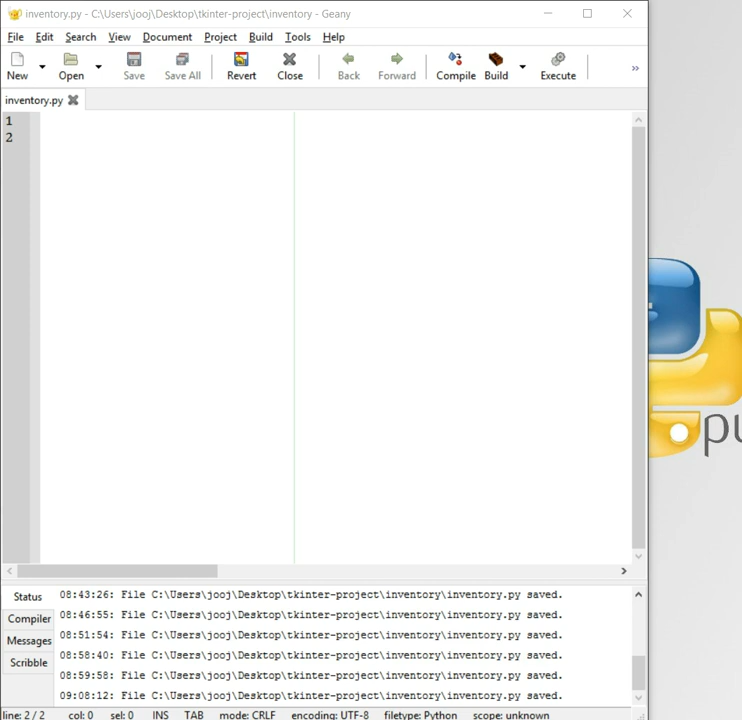 inventory.py - C:\Users\jooj\Desktop\tkinter-project\inventory - Geany
File Edit Search View Document Project Build Tools Help
New Open Save Save All Revert Close Back Forward Compile Build Execute »
inventory.py
1
2
Status 08:43:26: File C:\Users\jooj\Desktop\tkinter-project\inventory\inventory.py saved.
Compiler 08:46:55: File C:\Users\jooj\Desktop\tkinter-project\inventory\inventory.py saved.
Messages 08:51:54: File C:\Users\jooj\Desktop\tkinter-project\inventory\inventory.py saved.
Scribble 08:58:40: File C:\Users\jooj\Desktop\tkinter-project\inventory\inventory.py saved.
08:59:58: File C:\Users\jooj\Desktop\tkinter-project\inventory\inventory.py saved.
09:08:12: File C:\Users\jooj\Desktop\tkinter-project\inventory\inventory.py saved.
line: 2 / 2 col: 0 sel: 0 INS TAB mode: CRLF encoding: UTF-8 filetype: Python scope: unknown